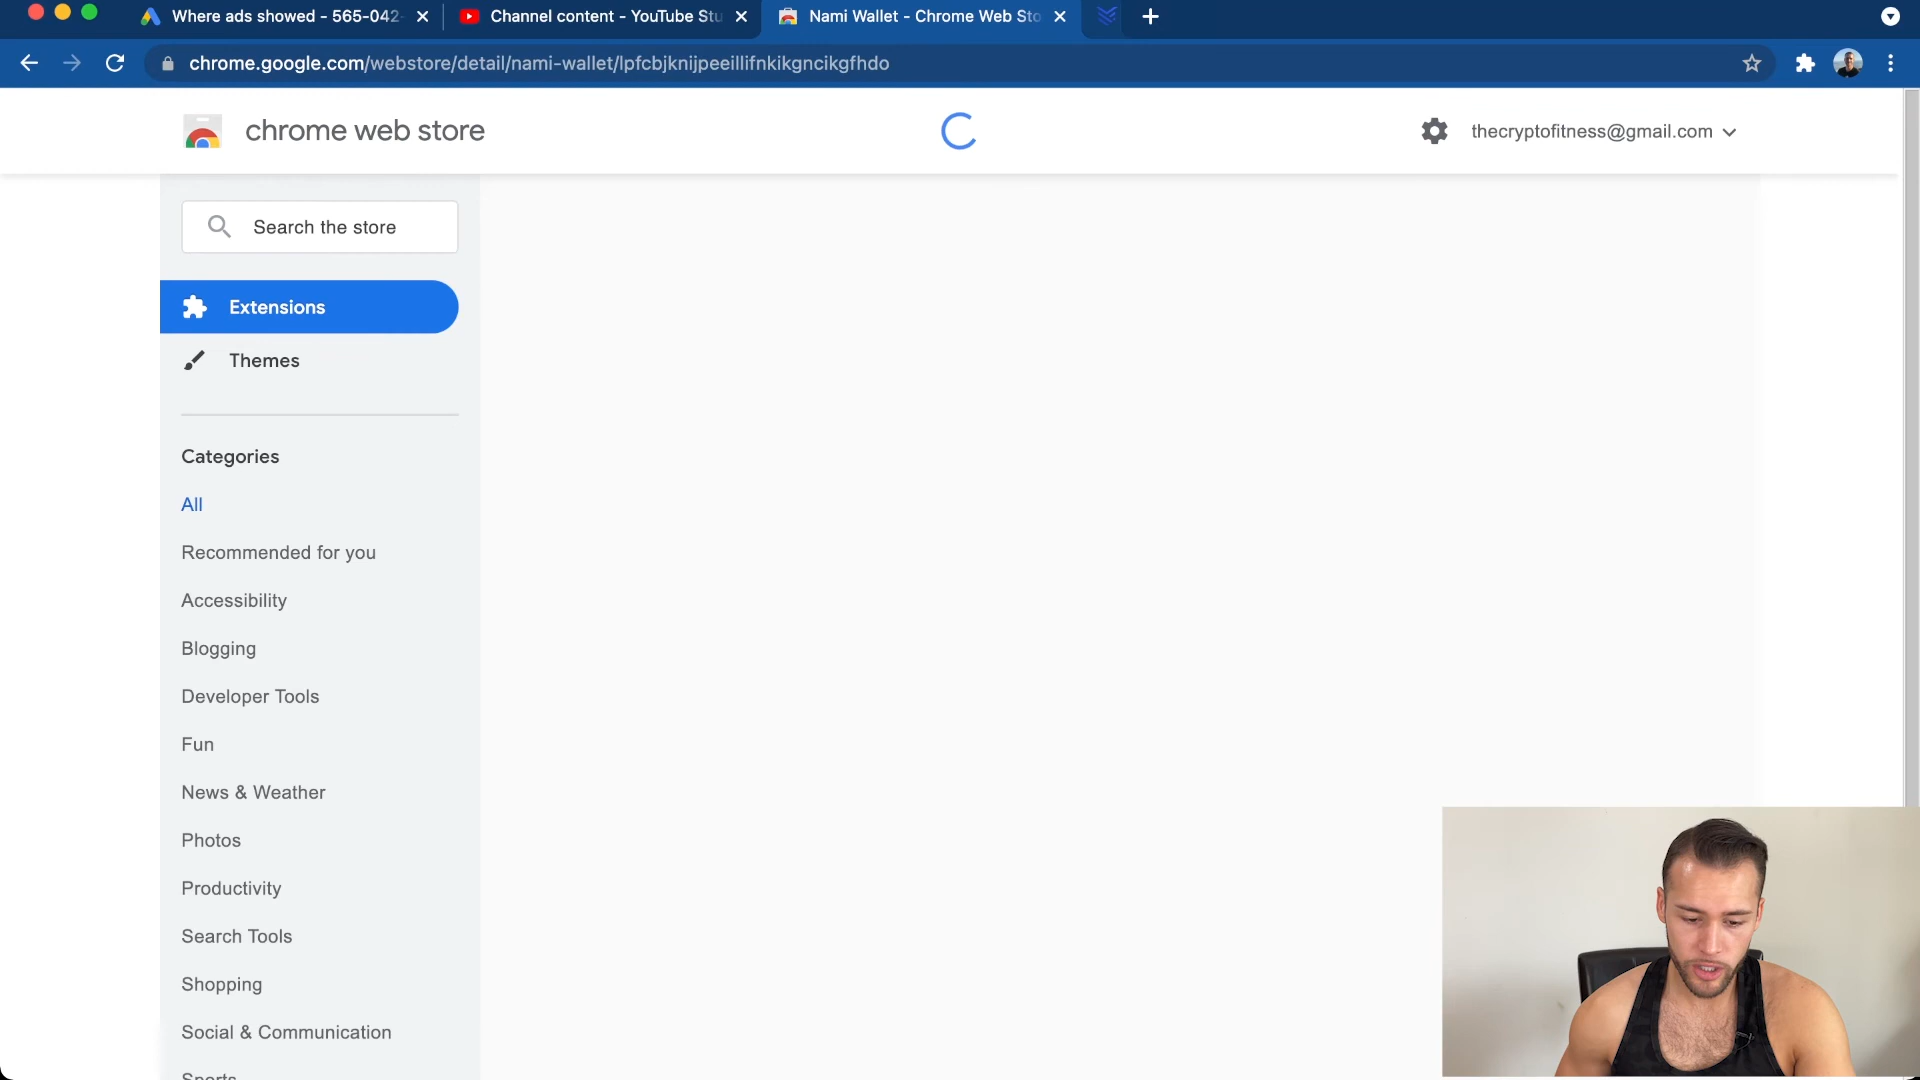 Where ads showed - 565-042-
Channel content - YouTube Stu
Nami Wallet - Chrome Web Sto
chrome.google.com/webstore/detail/nami-wallet/lpfcbjknijpeeillifnkikgncikgfhdo
chrome web store
thecryptofitness@gmail.com
Search the store
Extensions
Themes
Categories
All
Recommended for you
Accessibility
Blogging
Developer Tools
Fun
News & Weather
Photos
Productivity
Search Tools
Shopping
Social & Communication
Sports